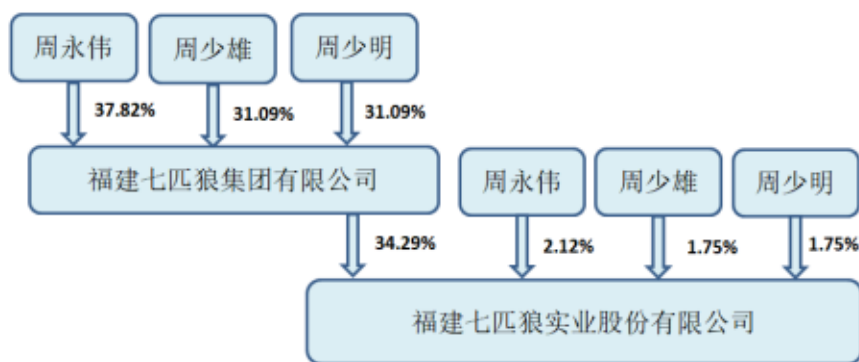 周永伟
周少雄
周少明
37.82%
31.09%
31.09%
福建七匹狼集团有限公司
周永伟
周少雄
周少明
34.29%
2.12%
1.75%
1.75%
福建七匹狼实业股份有限公司